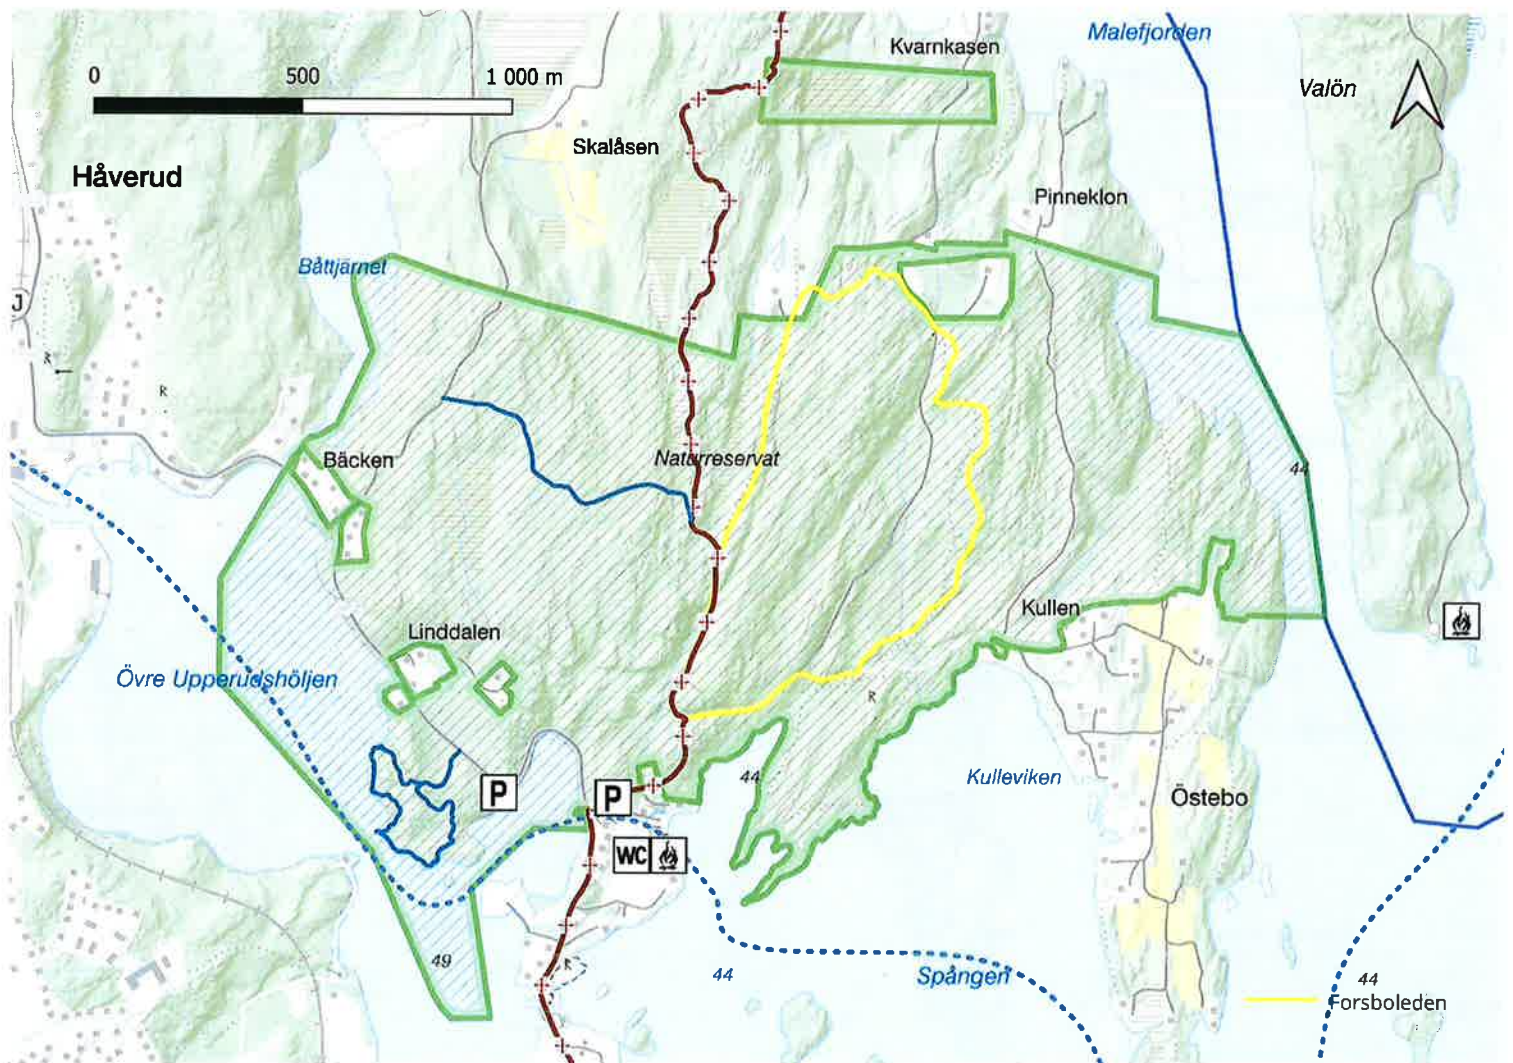 Malefjorden
Kvarnkasen
0 500 1 000 m
Valön
Skalåsen
Håverud
Pinneklon
Båttjärnet
J
R
R
Bäcken
Naturreservat
44
Kullen
Linddalen
Övre Upperudshöljen
R
44
Kulleviken
P
P
Östebo
WC
49
R
44
Spången
44
Forsboleden